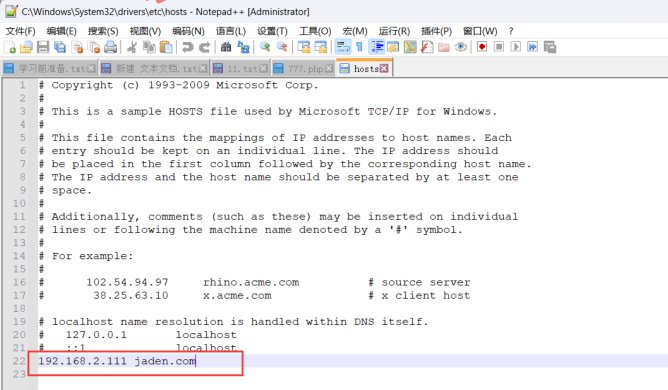 C:\Windows\System32\drivers\etc\hosts - Notepad++ [Administrator]
文件(F) 编辑(E) 搜索(S) 视图(V) 编码(N) 语言(L) 设置(T) 工具(O) 宏(M) 运行(R) 插件(P) 窗口(W) ?
学习前准备.txt 新建 文本文档.txt 11.txt 777.php hosts
1 # Copyright (c) 1993-2009 Microsoft Corp.
2 #
3 # This is a sample HOSTS file used by Microsoft TCP/IP for Windows.
4 #
5 # This file contains the mappings of IP addresses to host names. Each
6 # entry should be kept on an individual line. The IP address should
7 # be placed in the first column followed by the corresponding host name.
8 # The IP address and the host name should be separated by at least one
9 # space.
10 #
11 # Additionally, comments (such as these) may be inserted on individual
12 # lines or following the machine name denoted by a '#' symbol.
13 #
14 # For example:
15 #
16 # 102.54.94.97 rhino.acme.com # source server
17 # 38.25.63.10 x.acme.com # x client host
18
19 # localhost name resolution is handled within DNS itself.
20 # 127.0.0.1 localhost
21 # ::1 localhost
22 192.168.2.111 jaden.com
23